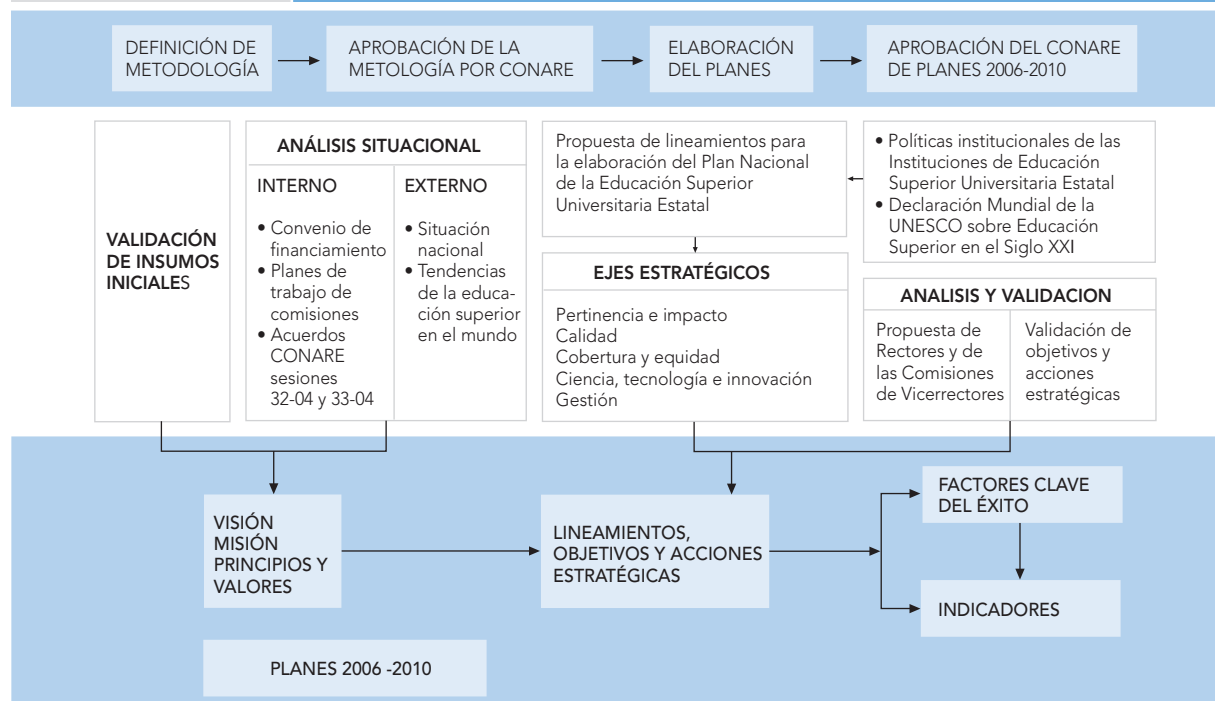 DEFINICIÓN DE
METODOLOGÍA
APROBACIÓN DE LA
METOLOGÍA POR CONARE
ELABORACIÓN
DEL PLANES
APROBACIÓN DEL CONARE
DE PLANES 2006-2010
VALIDACIÓN
DE INSUMOS
INICIALES
ANÁLISIS SITUACIONAL
INTERNO
• Convenio de
financiamiento
• Planes de
trabajo de
comisiones
• Acuerdos
CONARE
sesiones
32-04 y 33-04
EXTERNO
• Situación
nacional
• Tendencias
de la educa-
ción superior
en el mundo
Propuesta de lineamientos para
la elaboración del Plan Nacional
de la Educación Superior
Universitaria Estatal
• Políticas institucionales de las
Instituciones de Educación
Superior Universitaria Estatal
• Declaración Mundial de la
UNESCO sobre Educación
Superior en el Siglo XXI
EJES ESTRATÉGICOS
Pertinencia e impacto
Calidad
Cobertura y equidad
Ciencia, tecnología e innovación
Gestión
ANALISIS Y VALIDACION
Propuesta de
Rectores y de
las Comisiones
de Vicerrectores
Validación de
objetivos y
acciones
estratégicas
VISIÓN
MISIÓN
PRINCIPIOS Y
VALORES
LINEAMIENTOS,
OBJETIVOS Y ACCIONES
ESTRATÉGICAS
FACTORES CLAVE
DEL ÉXITO
INDICADORES
PLANES 2006 -2010